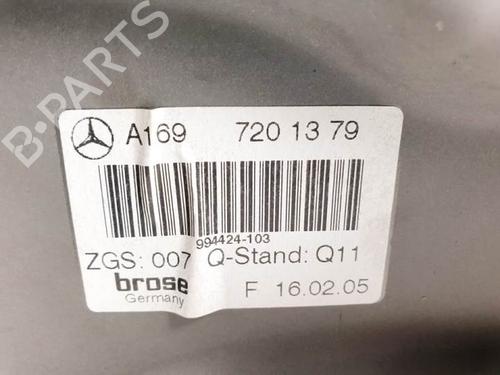 B-PARTS
A169 720 13 79
994424-103
ZGS: 007 Q-Stand: Q11
brose
Germany F 16.02.05